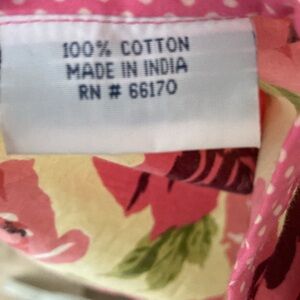 100% COTTON
MADE IN INDIA
RN # 66170